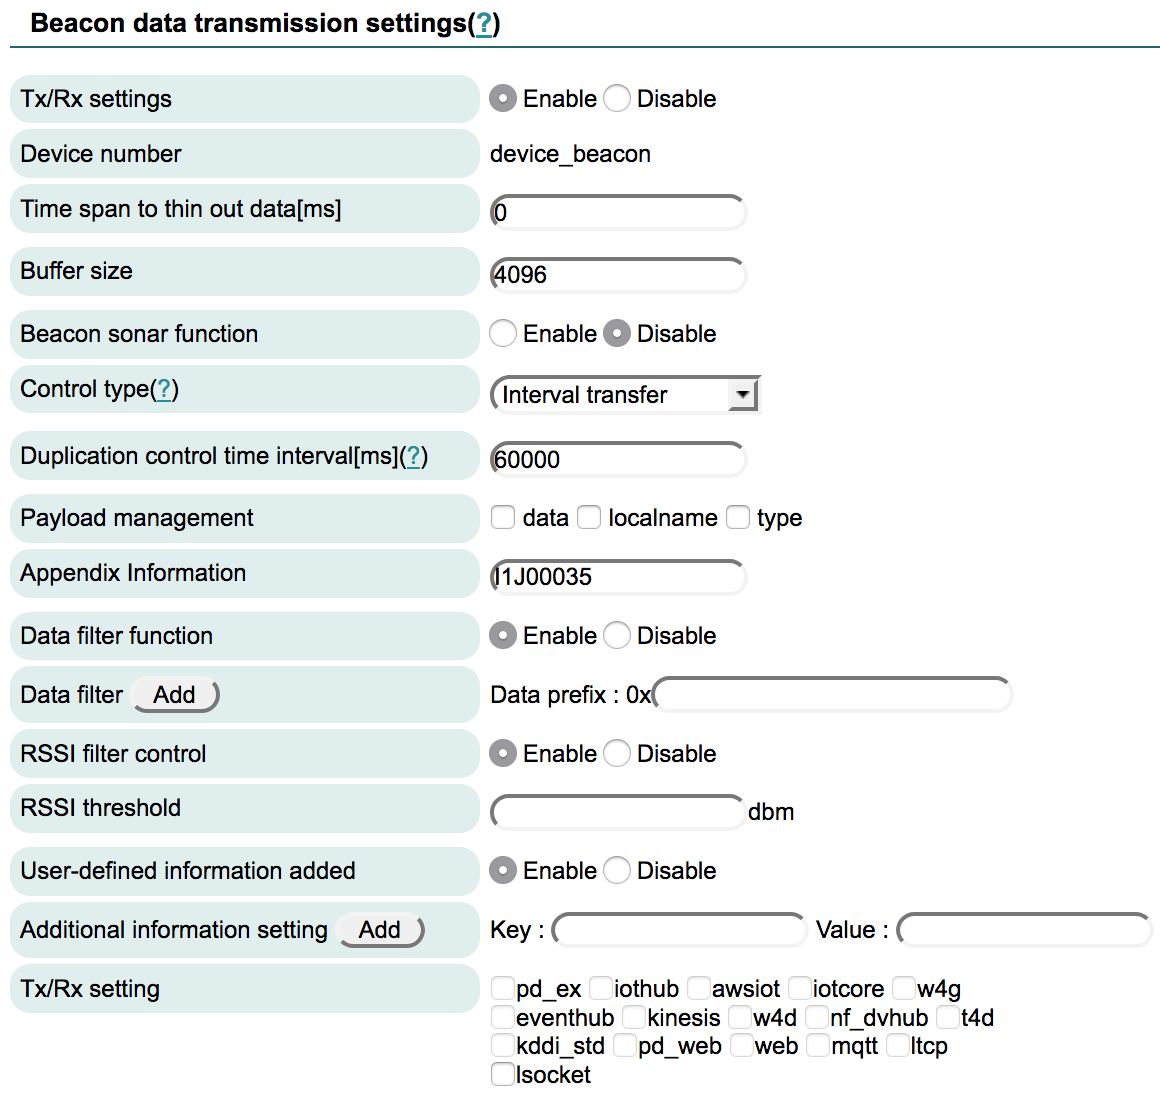 Beacon data transmission settings(?)
Tx/Rx settings Enable Disable
Device number device_beacon
Time span to thin out data[ms] 0
Buffer size 4096
Beacon sonar function Enable Disable
Control type(?) Interval transfer
Duplication control time interval[ms](?) 60000
Payload management data localname type
Appendix Information I1J00035
Data filter function Enable Disable
Data filter Add Data prefix : 0x
RSSI filter control Enable Disable
RSSI threshold dbm
User-defined information added Enable Disable
Additional information setting Add Key : Value :
Tx/Rx setting pd_ex iothub awsiot iotcore w4g
eventhub kinesis w4d nf_dvhub t4d
kddi_std pd_web web mqtt ltcp
lsocket